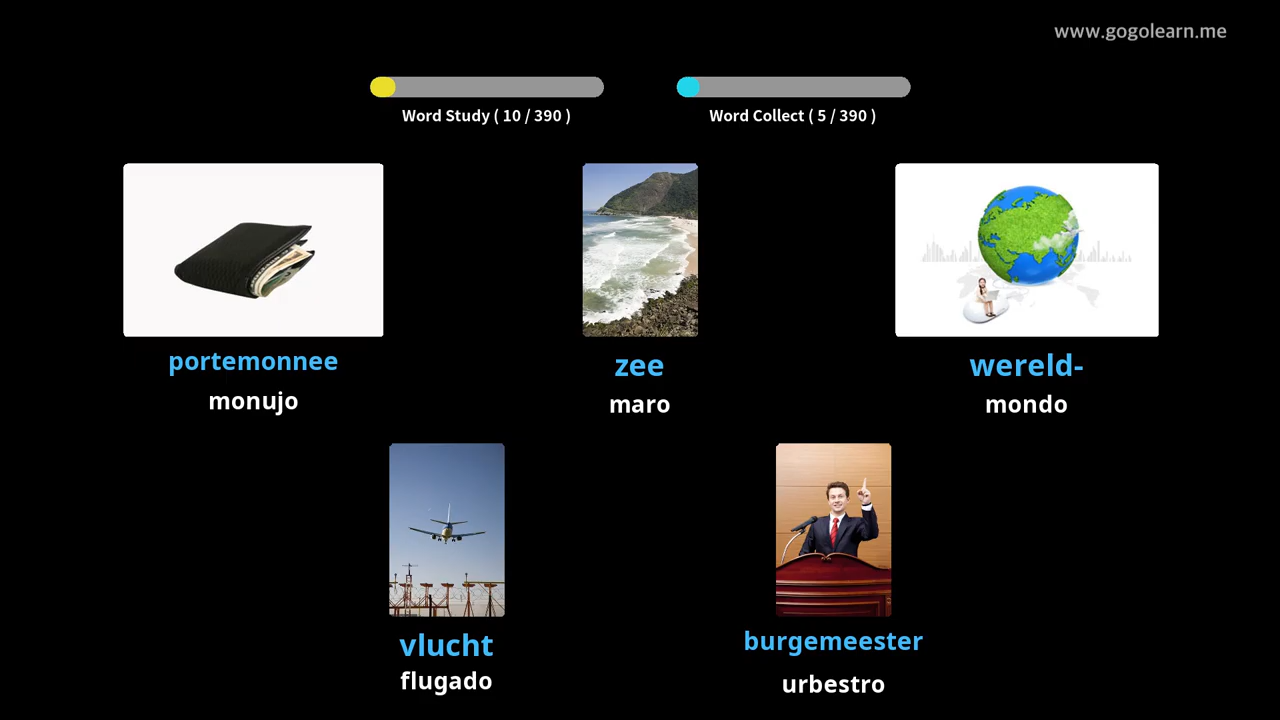 www.gogolearn.me
Word Study ( 10 / 390 )
Word Collect ( 5 / 390 )
portemonnee
monujo
zee
maro
wereld-
mondo
vlucht
flugado
burgemeester
urbestro